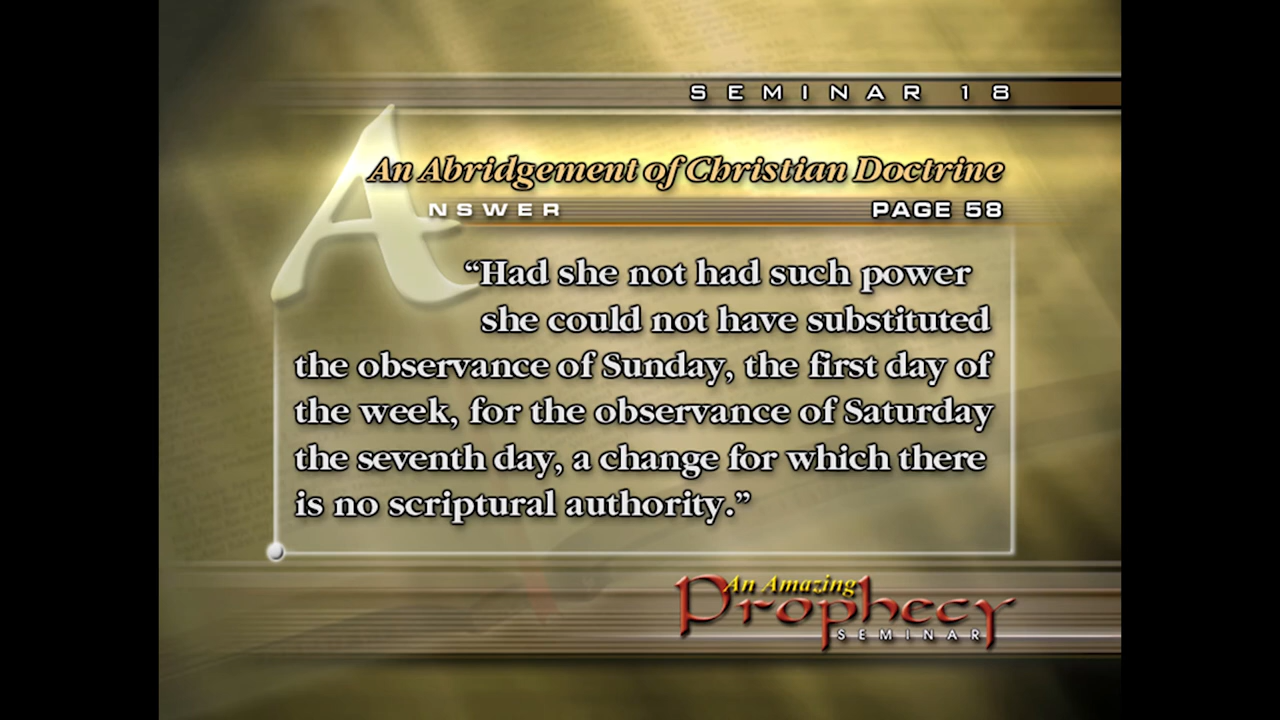 SEMINAR 18
An Abridgement of Christian Doctrine
ANSWER PAGE 58
“Had she not had such power
she could not have substituted
the observance of Sunday, the first day of
the week, for the observance of Saturday
the seventh day, a change for which there
is no scriptural authority.”
An Amazing
Prophecy
SEMINAR